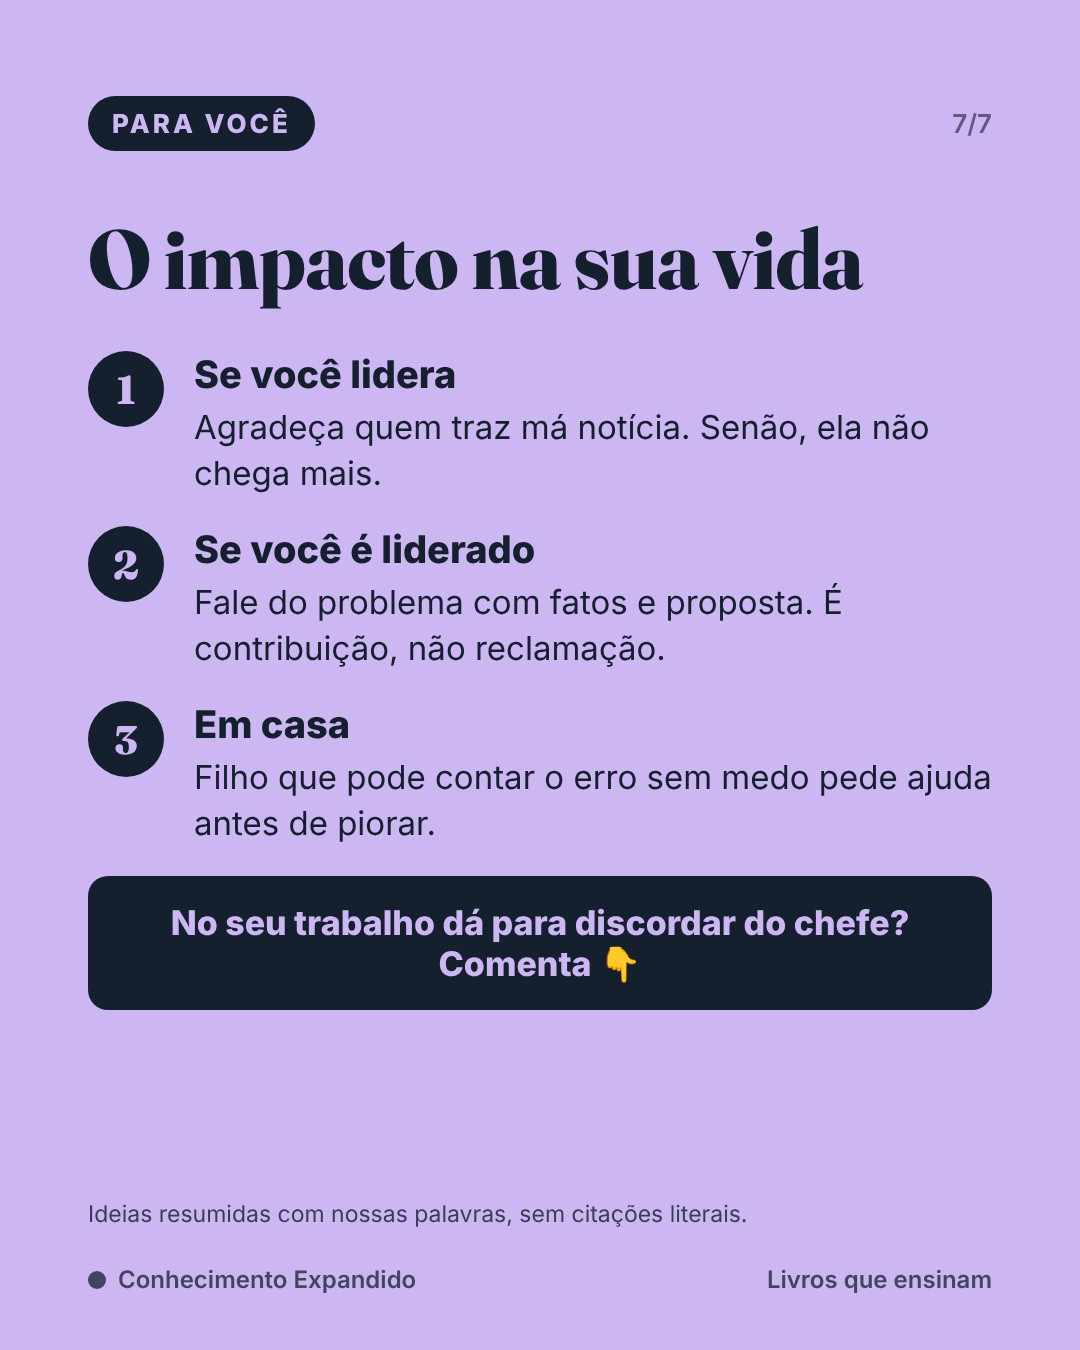 PARA VOCÊ
7/7
O impacto na sua vida
1
Se você lidera
Agradeça quem traz má notícia. Senão, ela não
chega mais.
2
Se você é liderado
Fale do problema com fatos e proposta. É
contribuição, não reclamação.
3
Em casa
Filho que pode contar o erro sem medo pede ajuda
antes de piorar.
No seu trabalho dá para discordar do chefe?
Comenta 👇
Ideias resumidas com nossas palavras, sem citações literais.
Conhecimento Expandido
Livros que ensinam